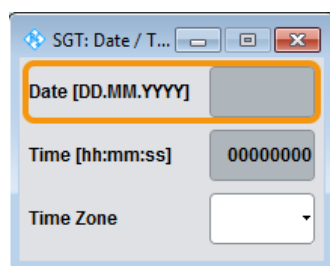 SGT: Date / T...
Date [DD.MM.YYYY]
Time [hh:mm:ss] 00000000
Time Zone